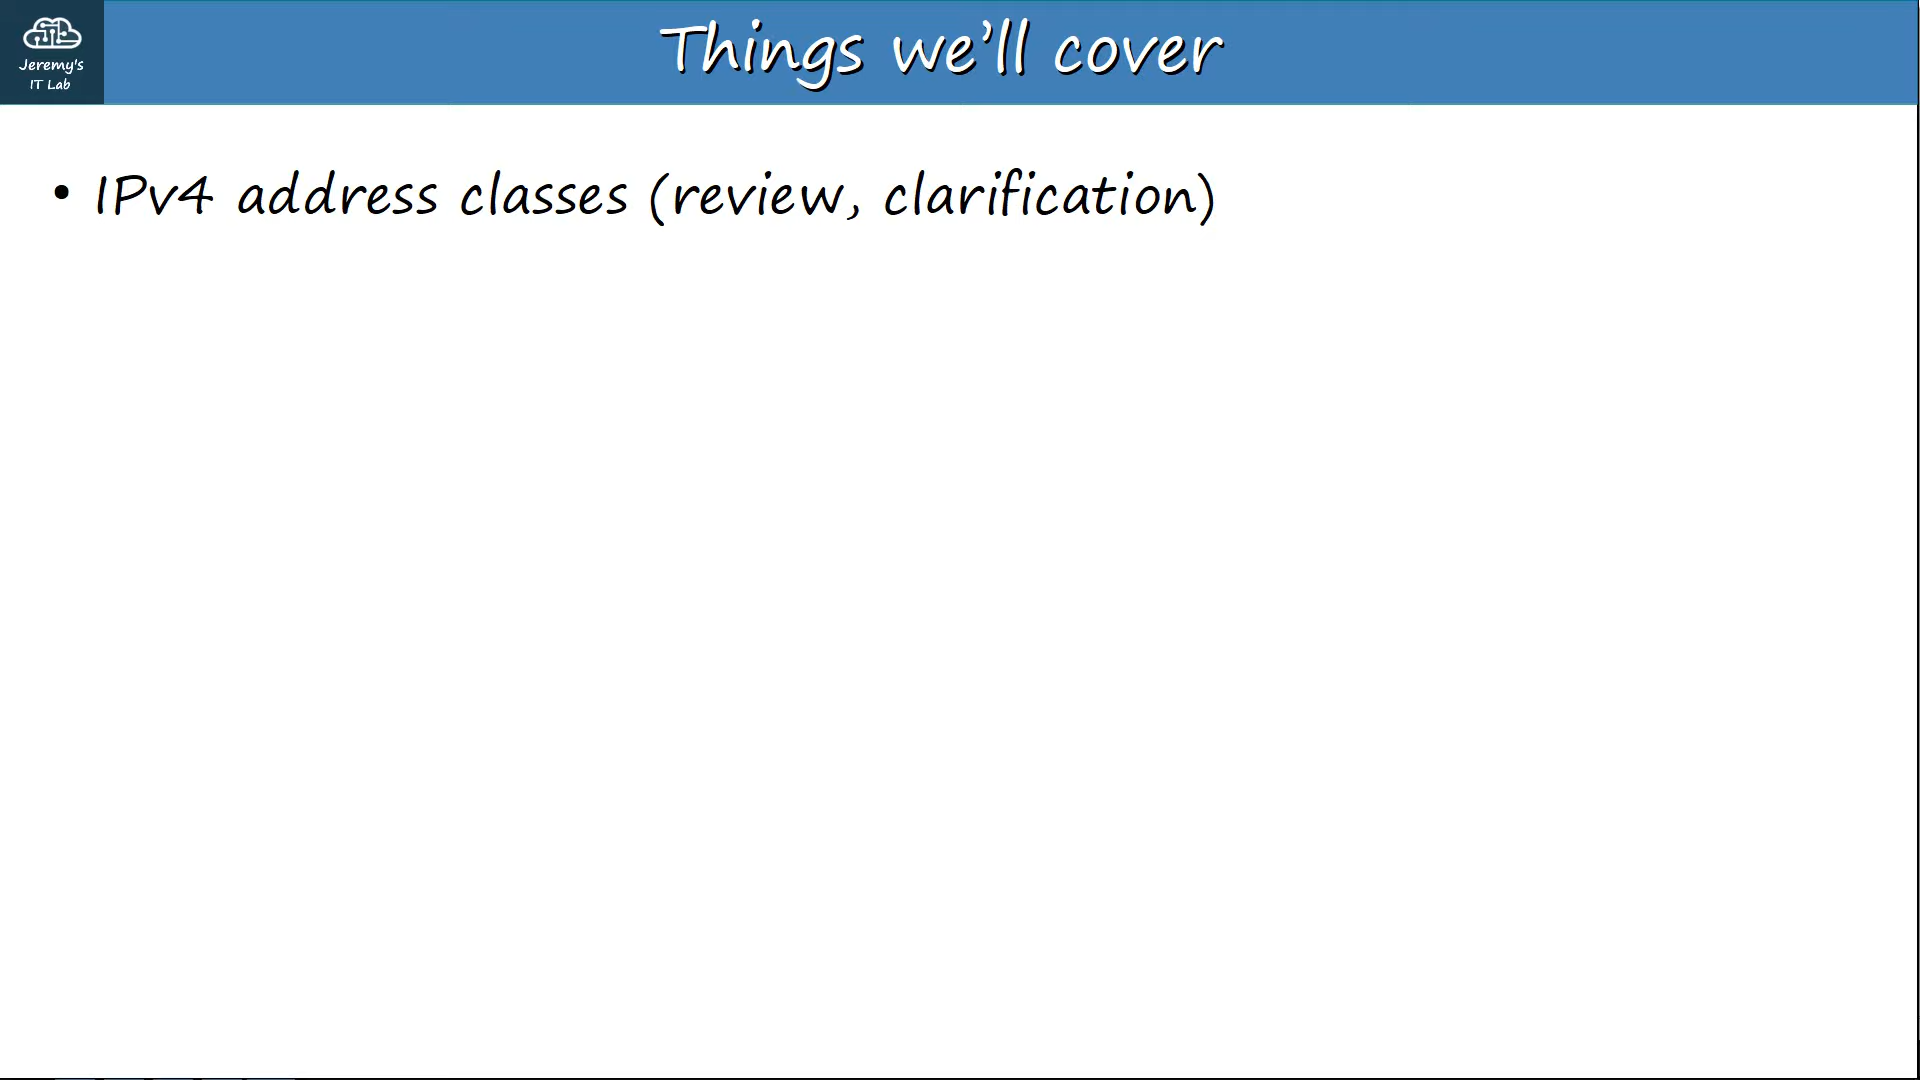 Jeremy's
IT Lab
Things we'll cover
• IPv4 address classes (review, clarification)